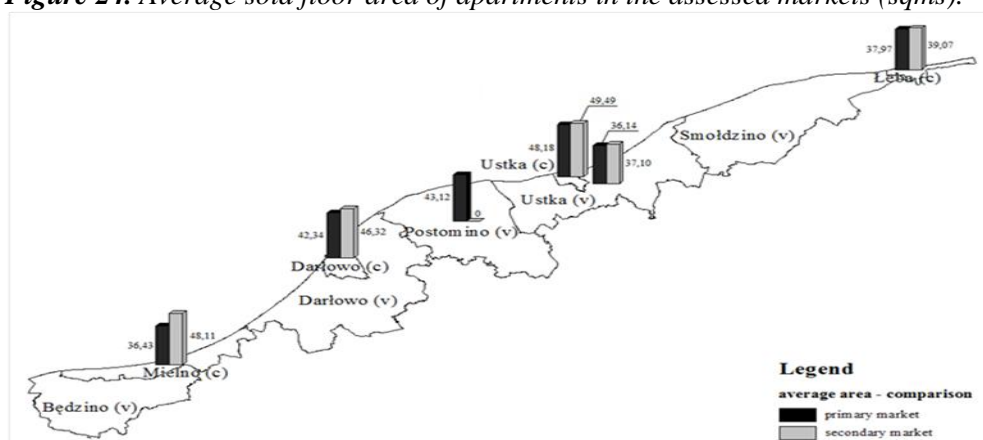 Figure 24. Average sold floor area of apartments in the assessed markets (sqms).
37,97
39,07
Łeba (c)
49,49
36,14
48,18
37,10
Smołdzino (v)
Ustka (c)
Ustka (v)
43,12
0
Postomino (v)
42,34
46,32
Darłowo (c)
Darłowo (v)
36,43
48,11
Mielno (c)
Będzino (v)
Legend
average area - comparison
primary market
secondary market